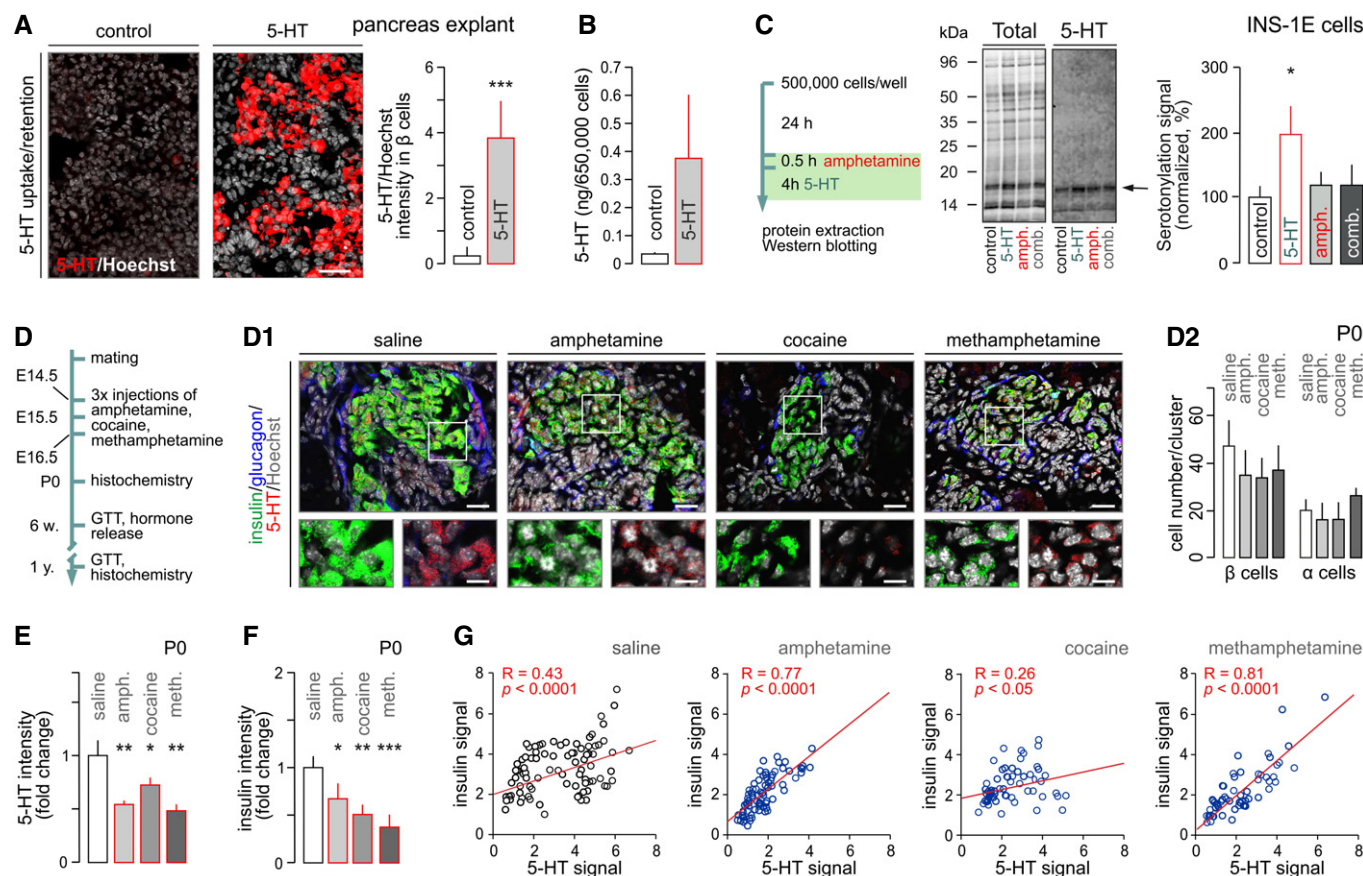 A
control
5-HT
pancreas explant
5-HT uptake/retention
5-HT/Hoechst
5-HT/Hoechst
intensity in β cells
6
4
2
0
control
5-HT
***
B
5-HT (ng/650,000 cells)
0.7
0.6
0.5
0.4
0.3
0.2
0.1
0
control
5-HT
C
500,000 cells/well
24 h
0.5 h amphetamine
4h 5-HT
protein extraction
Western blotting
kDa
Total
5-HT
96
50
35
30
20
14
control
5-HT
amph.
comb.
control
5-HT
amph.
comb.
INS-1E cells
Serotonylation signal
(normalized, %)
300
200
100
0
*
control
5-HT
amph.
comb.
D
mating
E14.5
3x injections of
amphetamine,
cocaine,
methamphetamine
E15.5
E16.5
P0
histochemistry
6 w.
GTT, hormone
release
1 y.
GTT,
histochemistry
D1
saline
amphetamine
cocaine
methamphetamine
insulin/glucagon/
5-HT/Hoechst
D2
P0
saline
amph.
cocaine
meth.
saline
amph.
cocaine
meth.
cell number/cluster
60
40
20
0
β cells
α cells
E
P0
5-HT intensity
(fold change)
1
0
saline
amph.
cocaine
meth.
**
*
**
F
P0
insulin intensity
(fold change)
2
1
0
saline
amph.
cocaine
meth.
*
**
***
G
saline
R = 0.43
p < 0.0001
insulin signal
8
6
4
2
0
0 2 4 6 8
5-HT signal
amphetamine
R = 0.77
p < 0.0001
insulin signal
8
6
4
2
0
0 2 4 6 8
5-HT signal
cocaine
R = 0.26
p < 0.05
insulin signal
8
6
4
2
0
0 2 4 6 8
5-HT signal
methamphetamine
R = 0.81
p < 0.0001
insulin signal
8
6
4
2
0
0 2 4 6 8
5-HT signal